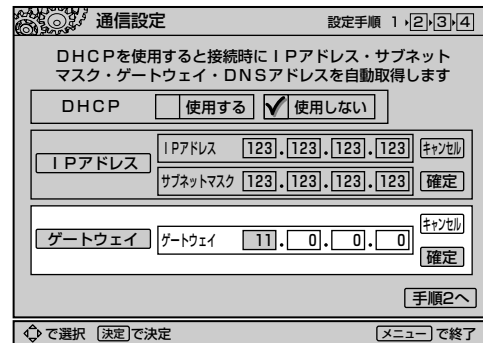 通信設定 設定手順 1 2 3 4
DHCPを使用すると接続時にIPアドレス・サブネット
マスク・ゲートウェイ・DNSアドレスを自動取得します
DHCP 使用する 使用しない
IPアドレス
IPアドレス 123.123.123.123 キャンセル
サブネットマスク 123.123.123.123 確定
ゲートウェイ
ゲートウェイ 11.0.0.0 キャンセル
確定
手順2へ
で選択 決定で決定 メニューで終了